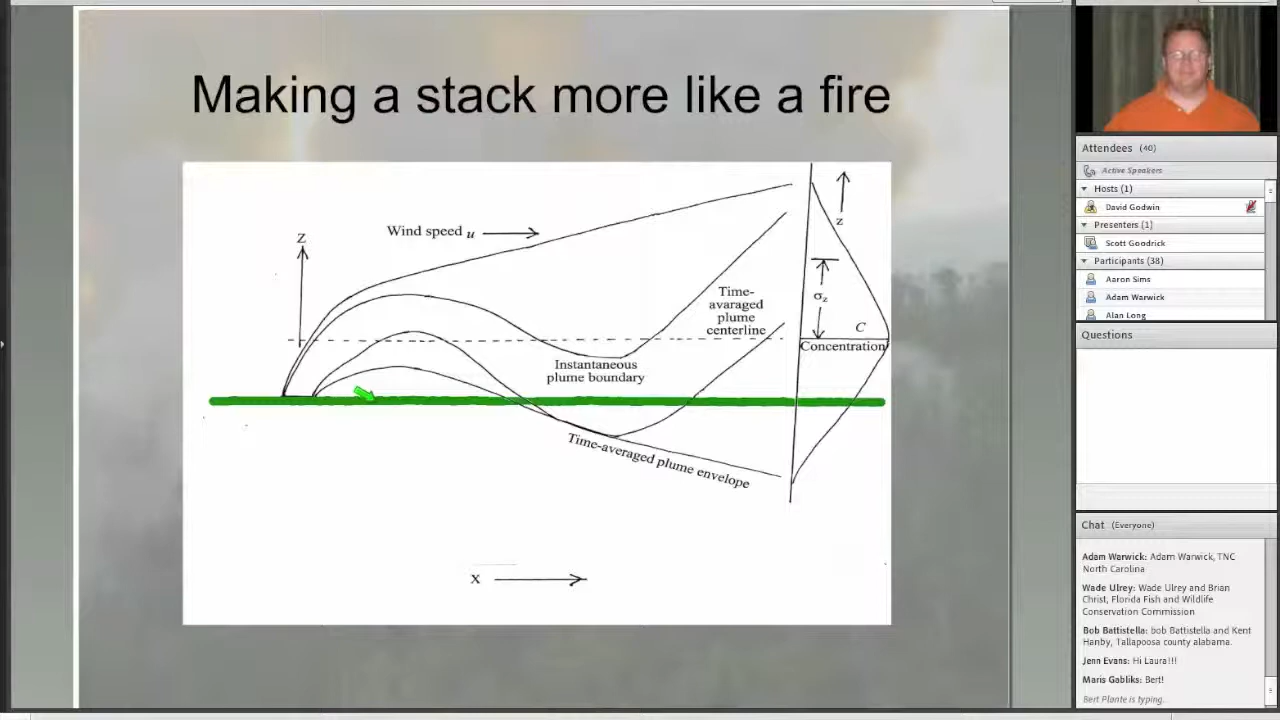 Making a stack more like a fire
Z
Wind speed u
z
σz
C
Concentration
Time-
avaraged
plume
centerline
Instantaneous
plume boundary
Time-averaged plume envelope
x
Attendees (40)
Active Speakers
Hosts (1)
David Godwin
Presenters (1)
Scott Goodrick
Participants (38)
Aaron Sims
Adam Warwick
Alan Long
Questions
Chat (Everyone)
Adam Warwick: Adam Warwick, TNC
North Carolina
Wade Ulrey: Wade Ulrey and Brian
Christ, Florida Fish and Wildlife
Conservation Commission
Bob Battistella: bob Battistella and Kent
Hanby, Tallapoosa county alabama.
Jenn Evans: Hi Laura!!!
Maris Gabliks: Bert!
Bert Plante is typing.